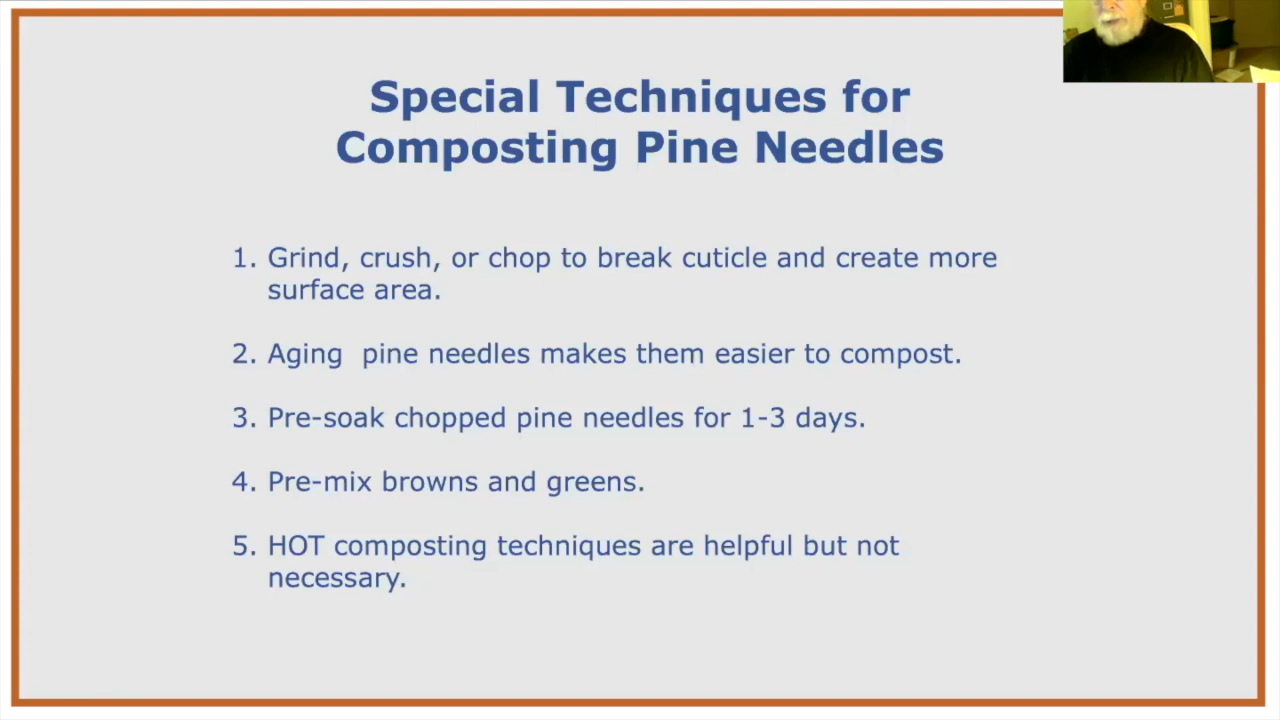 Special Techniques for
Composting Pine Needles
1. Grind, crush, or chop to break cuticle and create more
surface area.
2. Aging  pine needles makes them easier to compost.
3. Pre-soak chopped pine needles for 1-3 days.
4. Pre-mix browns and greens.
5. HOT composting techniques are helpful but not
necessary.